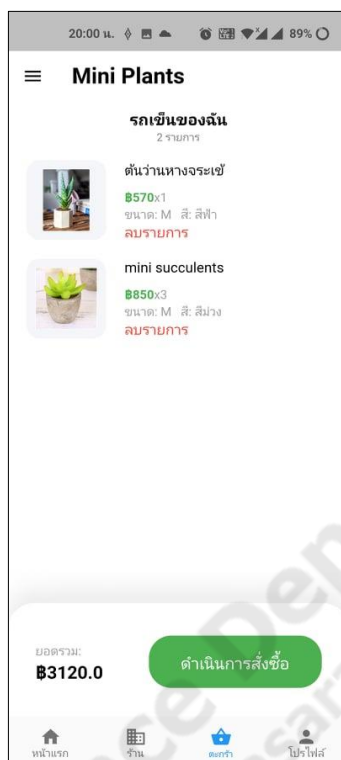 20:00 น. 89%
Mini Plants
รถเข็นของฉัน
2 รายการ
ต้นว่านหางจระเข้
฿570x1
ขนาด: M สี: สีฟ้า
ลบรายการ
mini succulents
฿850x3
ขนาด: M สี: สีม่วง
ลบรายการ
ยอดรวม:
฿3120.0
ดำเนินการสั่งซื้อ
หน้าแรก ร้าน ตะกร้า โปรไฟล์